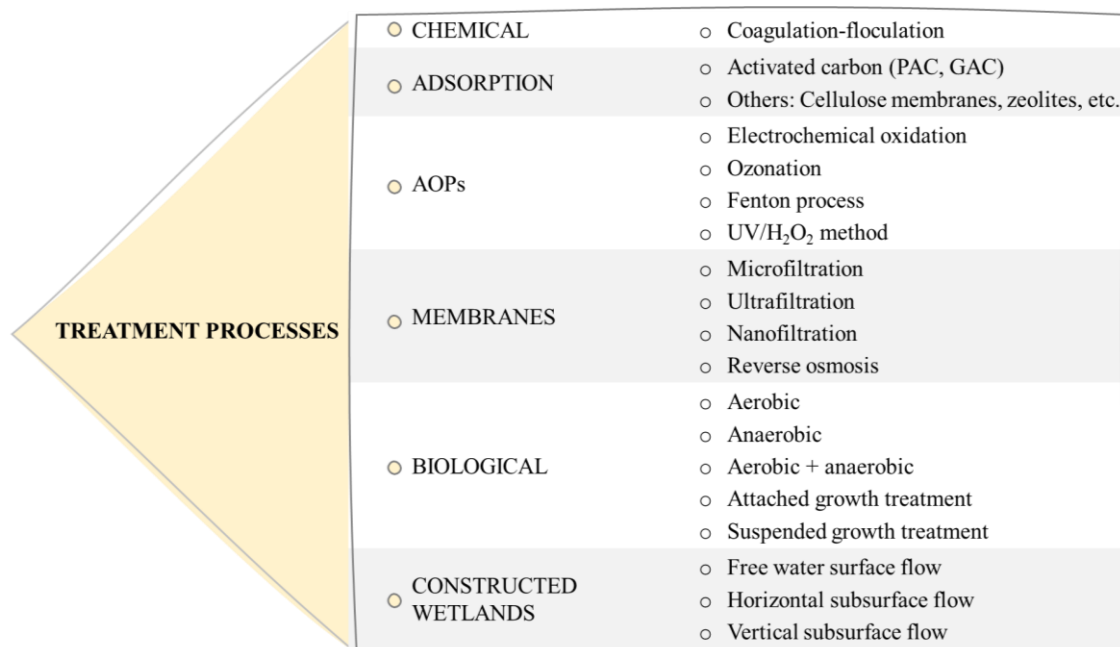 TREATMENT PROCESSES
CHEMICAL
Coagulation-floculation
ADSORPTION
Activated carbon (PAC, GAC)
Others: Cellulose membranes, zeolites, etc.
AOPs
Electrochemical oxidation
Ozonation
Fenton process
UV/H₂O₂ method
MEMBRANES
Microfiltration
Ultrafiltration
Nanofiltration
Reverse osmosis
BIOLOGICAL
Aerobic
Anaerobic
Aerobic + anaerobic
Attached growth treatment
Suspended growth treatment
CONSTRUCTED
WETLANDS
Free water surface flow
Horizontal subsurface flow
Vertical subsurface flow